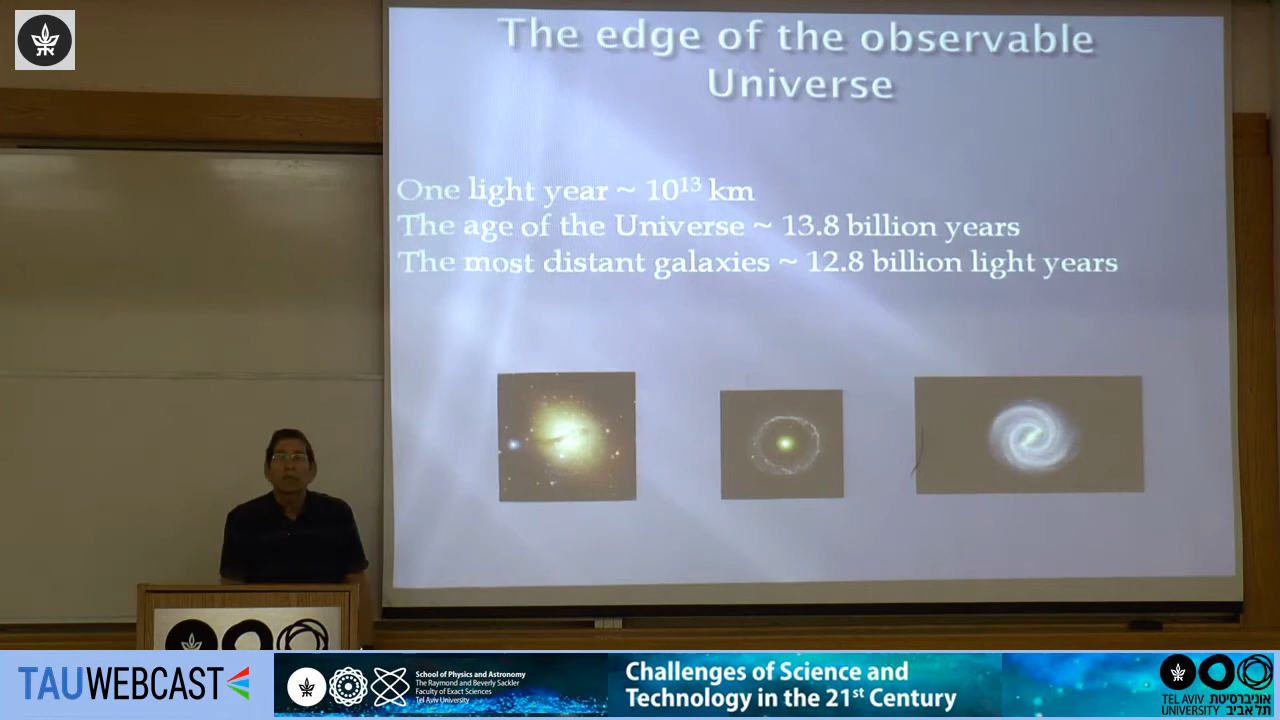 The edge of the observable
Universe
One light year ~ 10¹³ km
The age of the Universe ~ 13.8 billion years
The most distant galaxies ~ 12.8 billion light years
TAUWEBCAST
School of Physics and Astronomy
The Raymond and Beverly Sackler
Faculty of Exact Sciences
Tel Aviv University
Challenges of Science and
Technology in the 21st Century
TEL AVIV אוניברסיטת
UNIVERSITY תל אביב